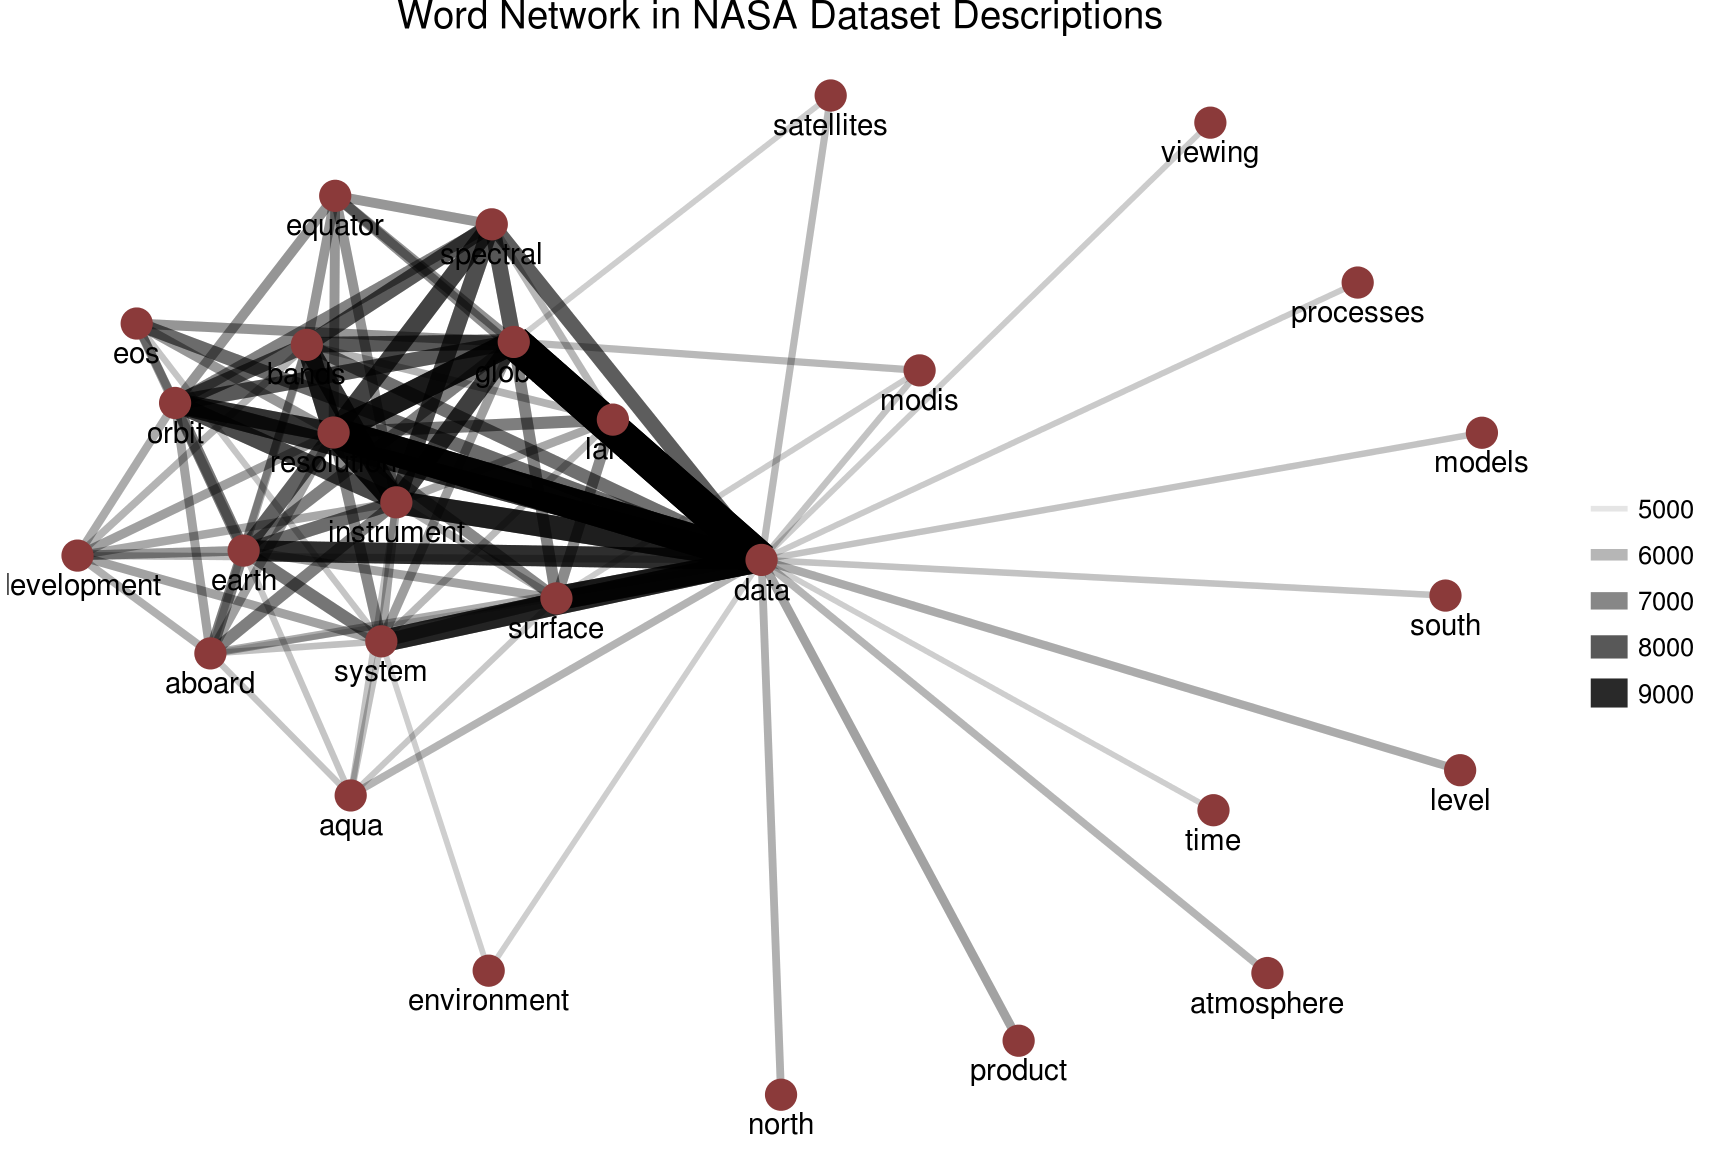 Word Network in NASA Dataset Descriptions
satellites
viewing
equator
spectral
processes
eos
bands
glob
modis
orbit
lan
resolution
models
5000
instrument
6000
levelopment
earth
data
7000
surface
south
8000
system
aboard
9000
level
aqua
time
environment
atmosphere
product
north